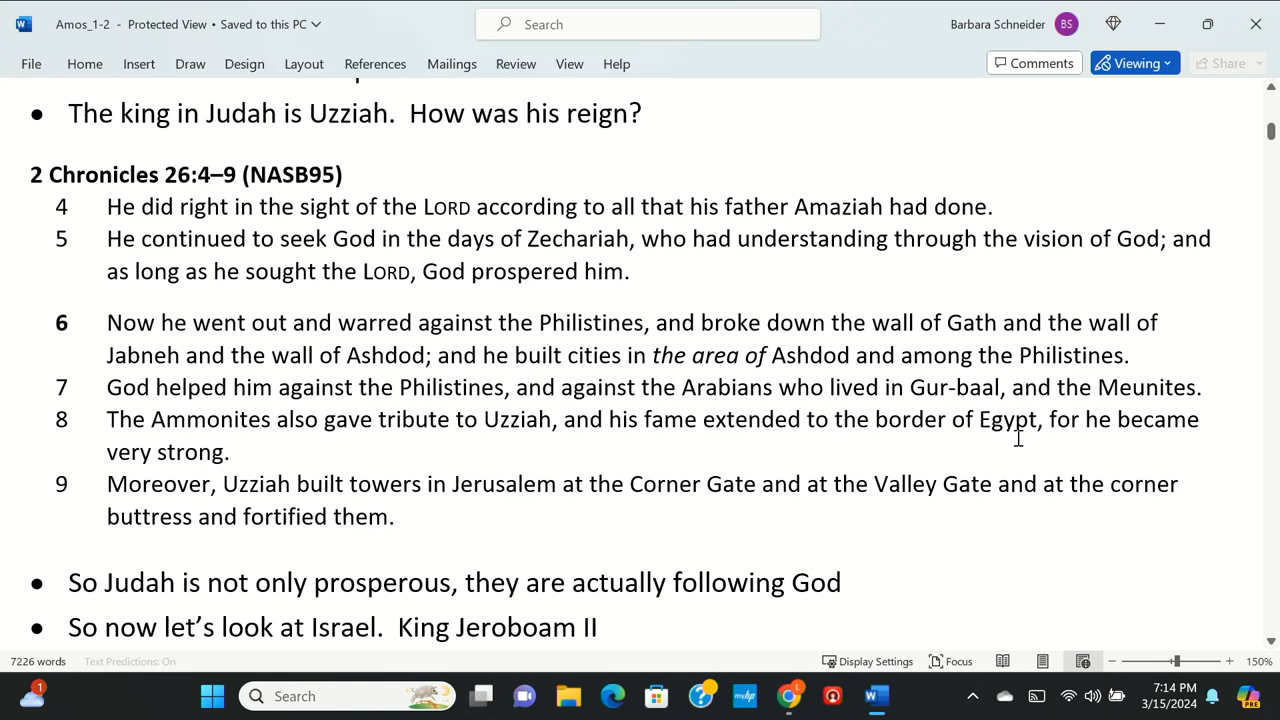 Amos_1-2 • Protected View • Saved to this PC
Search
Barbara Schneider
BS
File Home Insert Draw Design Layout References Mailings Review View Help
Comments
Viewing
Share
• The king in Judah is Uzziah. How was his reign?
2 Chronicles 26:4–9 (NASB95)
4 He did right in the sight of the LORD according to all that his father Amaziah had done.
5 He continued to seek God in the days of Zechariah, who had understanding through the vision of God; and
as long as he sought the LORD, God prospered him.
6 Now he went out and warred against the Philistines, and broke down the wall of Gath and the wall of
Jabneh and the wall of Ashdod; and he built cities in the area of Ashdod and among the Philistines.
7 God helped him against the Philistines, and against the Arabians who lived in Gur-baal, and the Meunites.
8 The Ammonites also gave tribute to Uzziah, and his fame extended to the border of Egypt, for he became
very strong.
9 Moreover, Uzziah built towers in Jerusalem at the Corner Gate and at the Valley Gate and at the corner
buttress and fortified them.
• So Judah is not only prosperous, they are actually following God
• So now let’s look at Israel. King Jeroboam II
7226 words
Text Predictions: On
Display Settings
Focus
150%
1
Search
hp
7:14 PM
3/15/2024
PRE